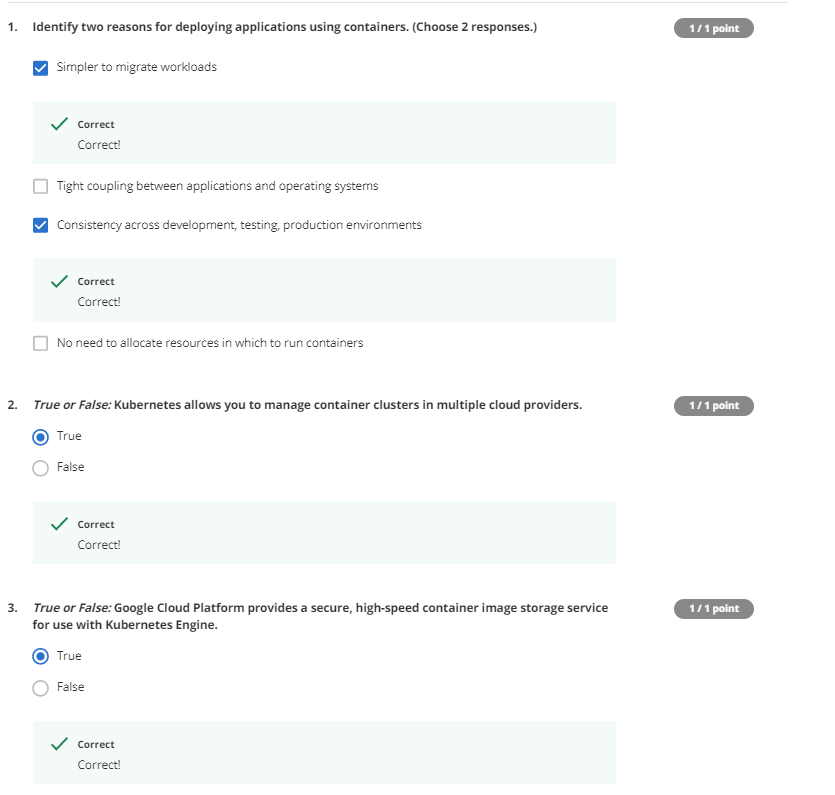 1. Identify two reasons for deploying applications using containers. (Choose 2 responses.)
1 / 1 point
Simpler to migrate workloads
Correct
Correct!
Tight coupling between applications and operating systems
Consistency across development, testing, production environments
Correct
Correct!
No need to allocate resources in which to run containers
2. True or False: Kubernetes allows you to manage container clusters in multiple cloud providers.
1 / 1 point
True
False
Correct
Correct!
3. True or False: Google Cloud Platform provides a secure, high-speed container image storage service
for use with Kubernetes Engine.
1 / 1 point
True
False
Correct
Correct!